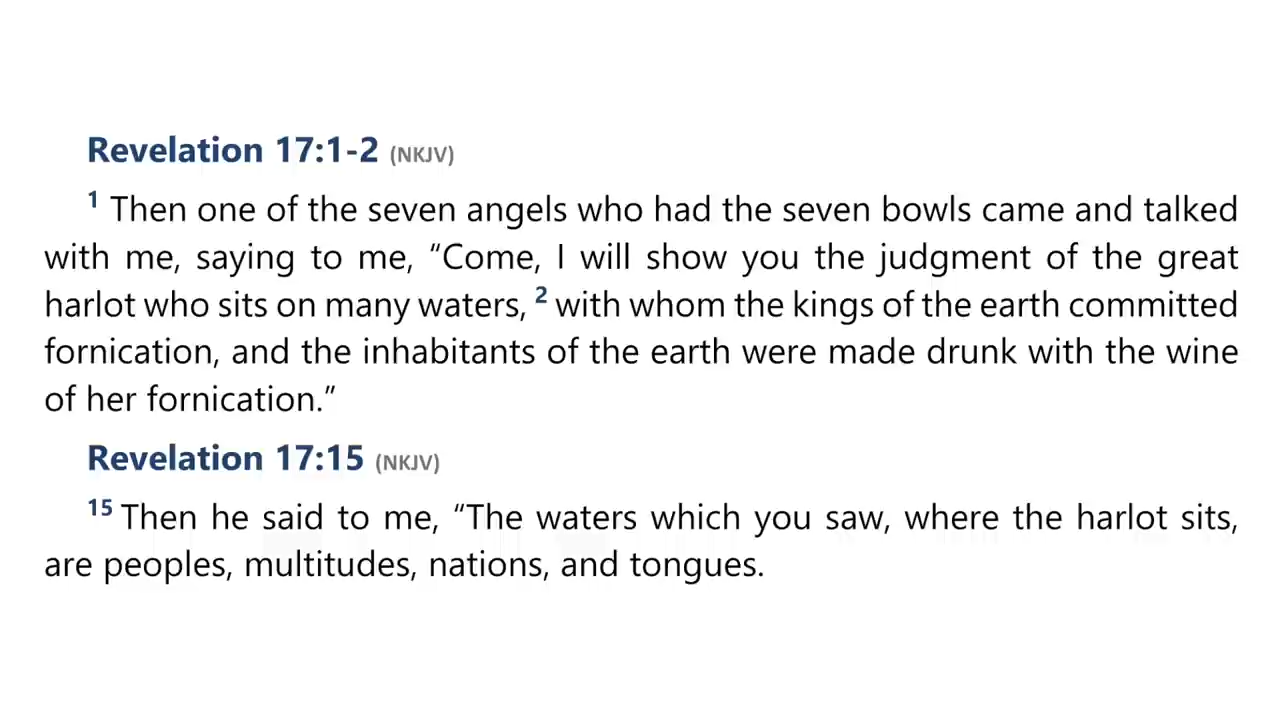 Revelation 17:1-2 (NKJV)
1 Then one of the seven angels who had the seven bowls came and talked
with me, saying to me, “Come, I will show you the judgment of the great
harlot who sits on many waters, 2 with whom the kings of the earth committed
fornication, and the inhabitants of the earth were made drunk with the wine
of her fornication.”
Revelation 17:15 (NKJV)
15 Then he said to me, “The waters which you saw, where the harlot sits,
are peoples, multitudes, nations, and tongues.